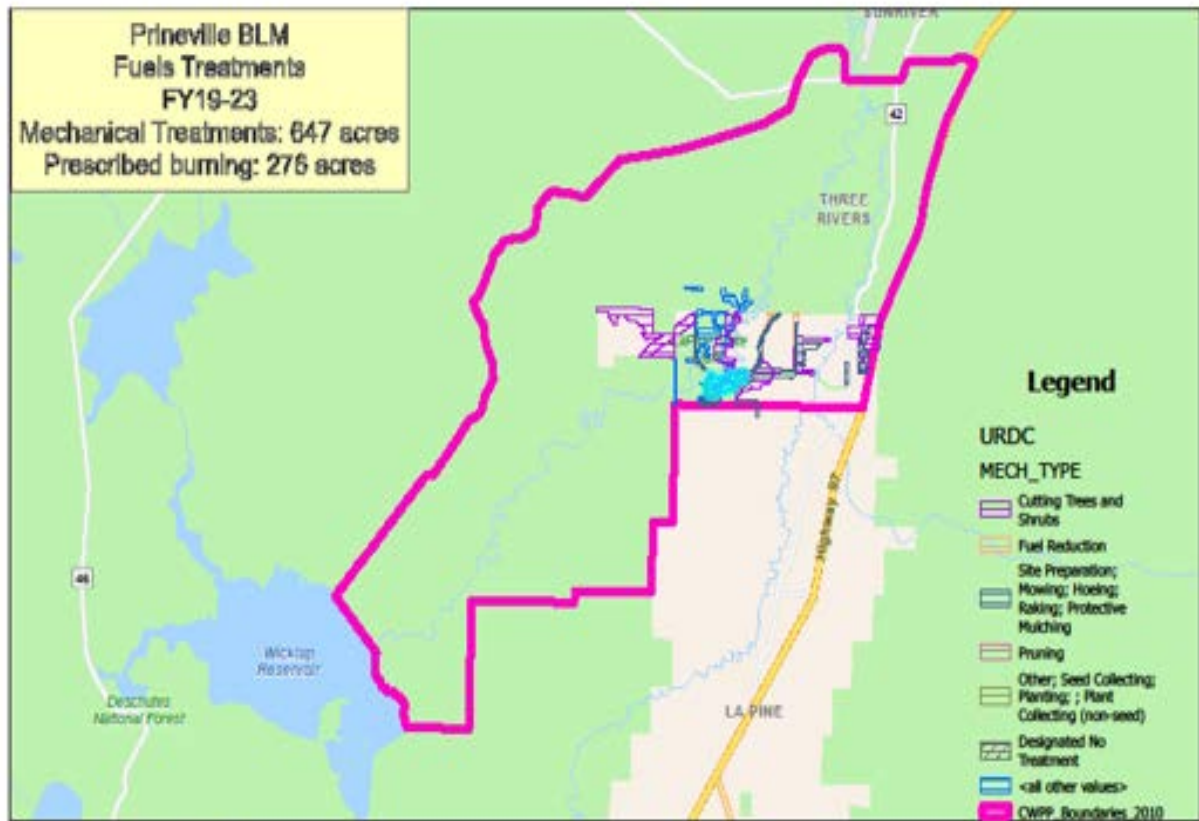 Prineville BLM
Fuels Treatments
FY19-23
Mechanical Treatments: 647 acres
Prescribed burning: 276 acres
SUNRIVER
42
THREE
RIVERS
Highway 97
46
Wickiup
Reservoir
Deschutes
National Forest
LA PINE
Legend
URDC
MECH_TYPE
Cutting Trees and
Shrubs
Fuel Reduction
Site Preparation;
Mowing; Hoeing;
Raking; Protective
Mulching
Pruning
Other; Seed Collecting;
Planting; ; Plant
Collecting (non-seed)
Designated No
Treatment
<all other values>
CWPP_Boundaries_2010